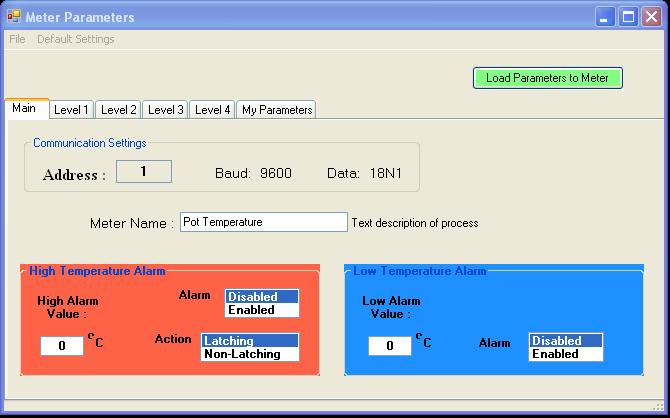 Meter Parameters
File Default Settings
Load Parameters to Meter
Main Level 1 Level 2 Level 3 Level 4 My Parameters
Communication Settings
Address : 1 Baud: 9600 Data: 18N1
Meter Name : Pot Temperature Text description of process
High Temperature Alarm
High Alarm
Value :
0 °C
Alarm Disabled
Enabled
Action Latching
Non-Latching
Low Temperature Alarm
Low Alarm
Value :
0 °C
Alarm Disabled
Enabled